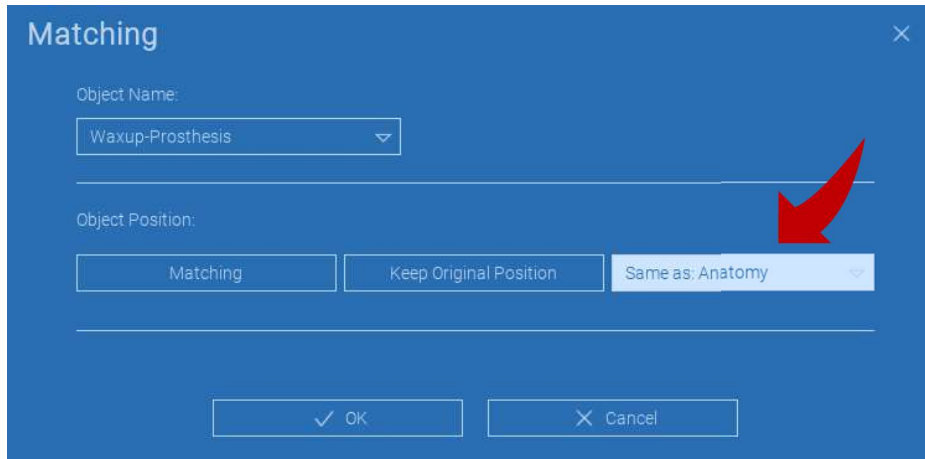 Matching
Object Name:
Waxup-Prosthesis
Object Position:
Matching Keep Original Position Same as: Anatomy
OK Cancel